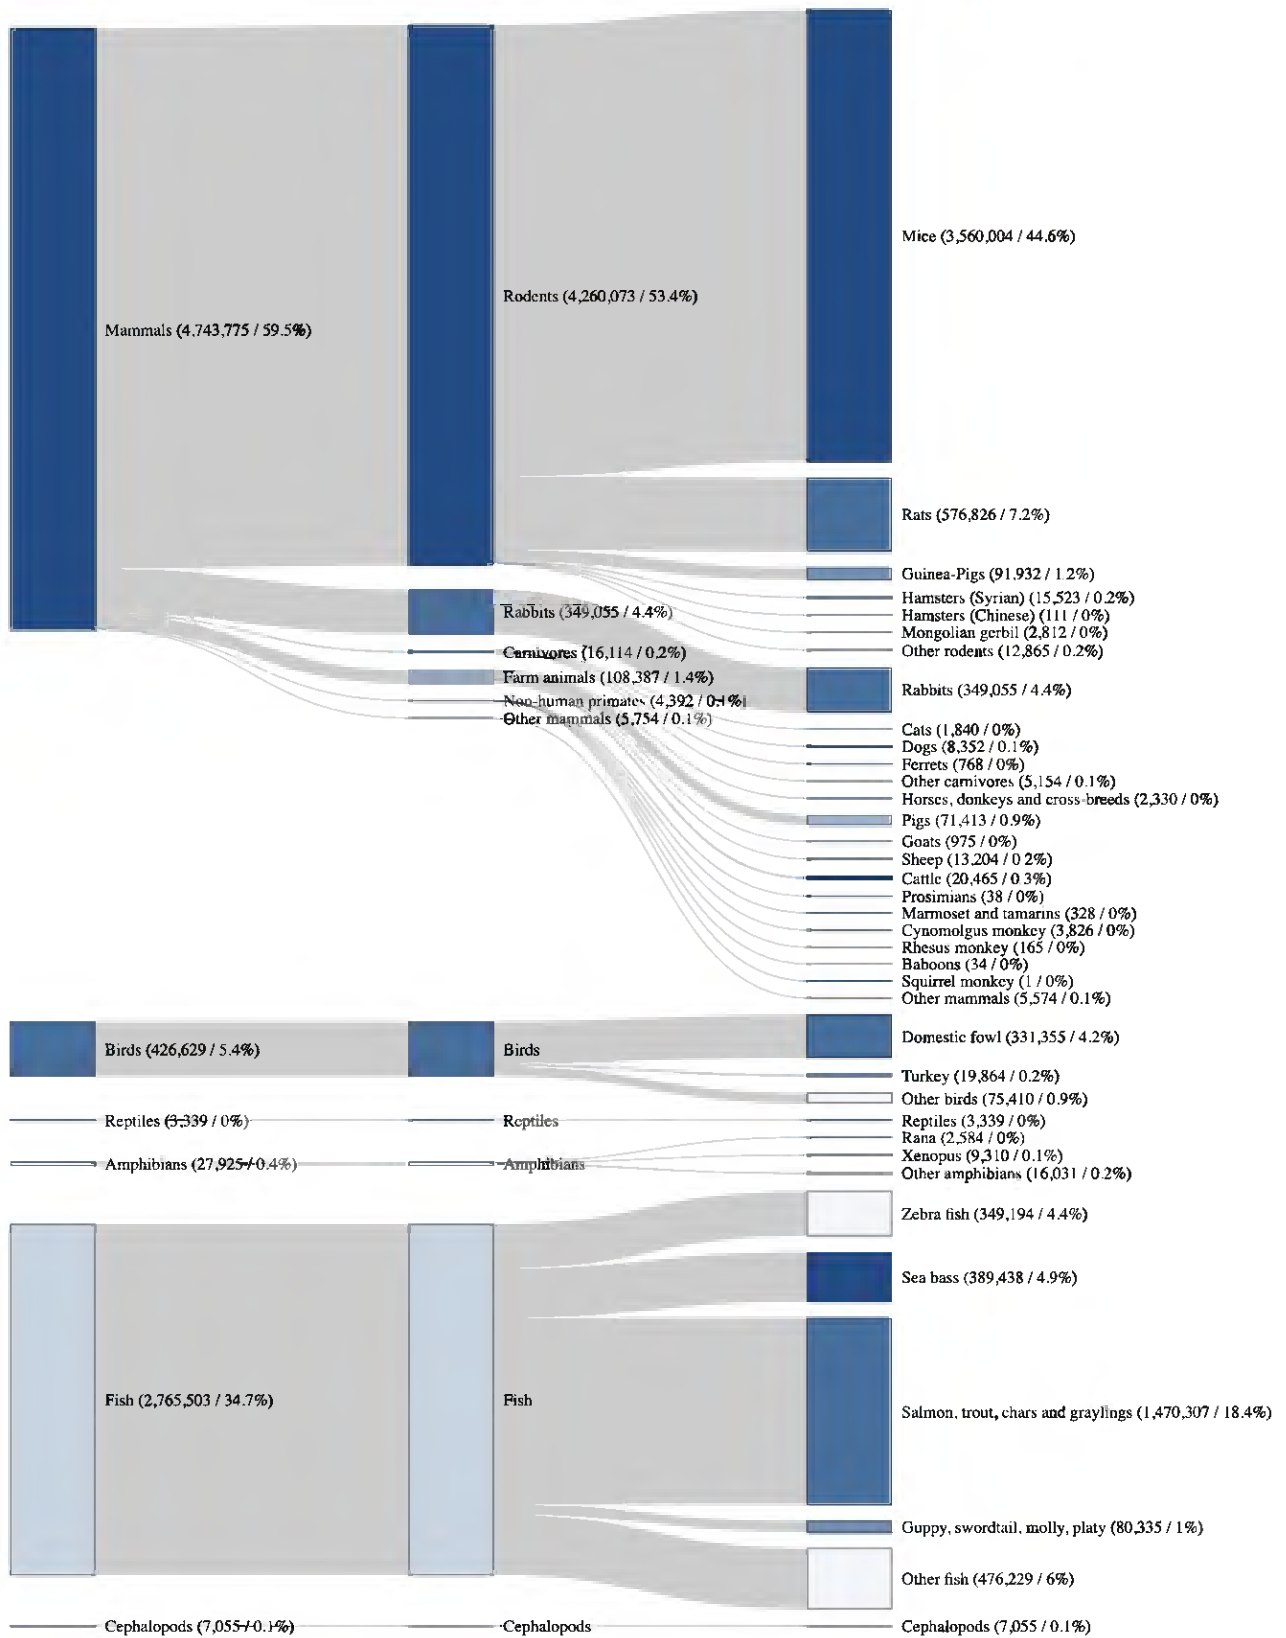 Mammals (4,743,775 / 59.5%)
Birds (426,629 / 5.4%)
Reptiles (3,339 / 0%)
Amphibians (27,925 / 0.4%)
Fish (2,765,503 / 34.7%)
Cephalopods (7,055 / 0.1%)
Rodents (4,260,073 / 53.4%)
Rabbits (349,055 / 4.4%)
Carnivores (16,114 / 0.2%)
Farm animals (108,387 / 1.4%)
Non-human primates (4,392 / 0.1%)
Other mammals (5,754 / 0.1%)
Birds
Reptiles
Amphibians
Fish
Cephalopods
Mice (3,560,004 / 44.6%)
Rats (576,826 / 7.2%)
Guinea-Pigs (91,932 / 1.2%)
Hamsters (Syrian) (15,523 / 0.2%)
Hamsters (Chinese) (111 / 0%)
Mongolian gerbil (2,812 / 0%)
Other rodents (12,865 / 0.2%)
Rabbits (349,055 / 4.4%)
Cats (1,840 / 0%)
Dogs (8,352 / 0.1%)
Ferrets (768 / 0%)
Other carnivores (5,154 / 0.1%)
Horses, donkeys and cross-breeds (2,330 / 0%)
Pigs (71,413 / 0.9%)
Goats (975 / 0%)
Sheep (13,204 / 0.2%)
Cattle (20,465 / 0.3%)
Prosimians (38 / 0%)
Marmoset and tamarins (328 / 0%)
Cynomolgus monkey (3,826 / 0%)
Rhesus monkey (165 / 0%)
Baboons (34 / 0%)
Squirrel monkey (1 / 0%)
Other mammals (5,574 / 0.1%)
Domestic fowl (331,355 / 4.2%)
Turkey (19,864 / 0.2%)
Other birds (75,410 / 0.9%)
Reptiles (3,339 / 0%)
Rana (2,584 / 0%)
Xenopus (9,310 / 0.1%)
Other amphibians (16,031 / 0.2%)
Zebra fish (349,194 / 4.4%)
Sea bass (389,438 / 4.9%)
Salmon, trout, chars and graylings (1,470,307 / 18.4%)
Guppy, swordtail, molly, platy (80,335 / 1%)
Other fish (476,229 / 6%)
Cephalopods (7,055 / 0.1%)